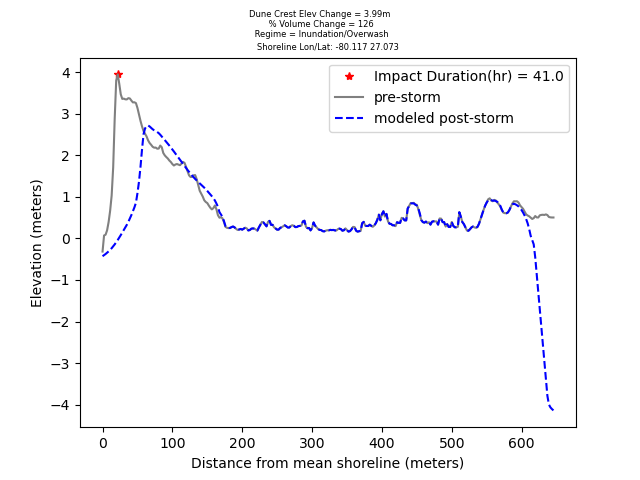 Dune Crest Elev Change = 3.99m
% Volume Change = 126
Regime = Inundation/Overwash
Shoreline Lon/Lat: -80.117 27.073
Impact Duration(hr) = 41.0
pre-storm
modeled post-storm
Elevation (meters)
4
3
2
1
0
−1
−2
−3
−4
0 100 200 300 400 500 600
Distance from mean shoreline (meters)